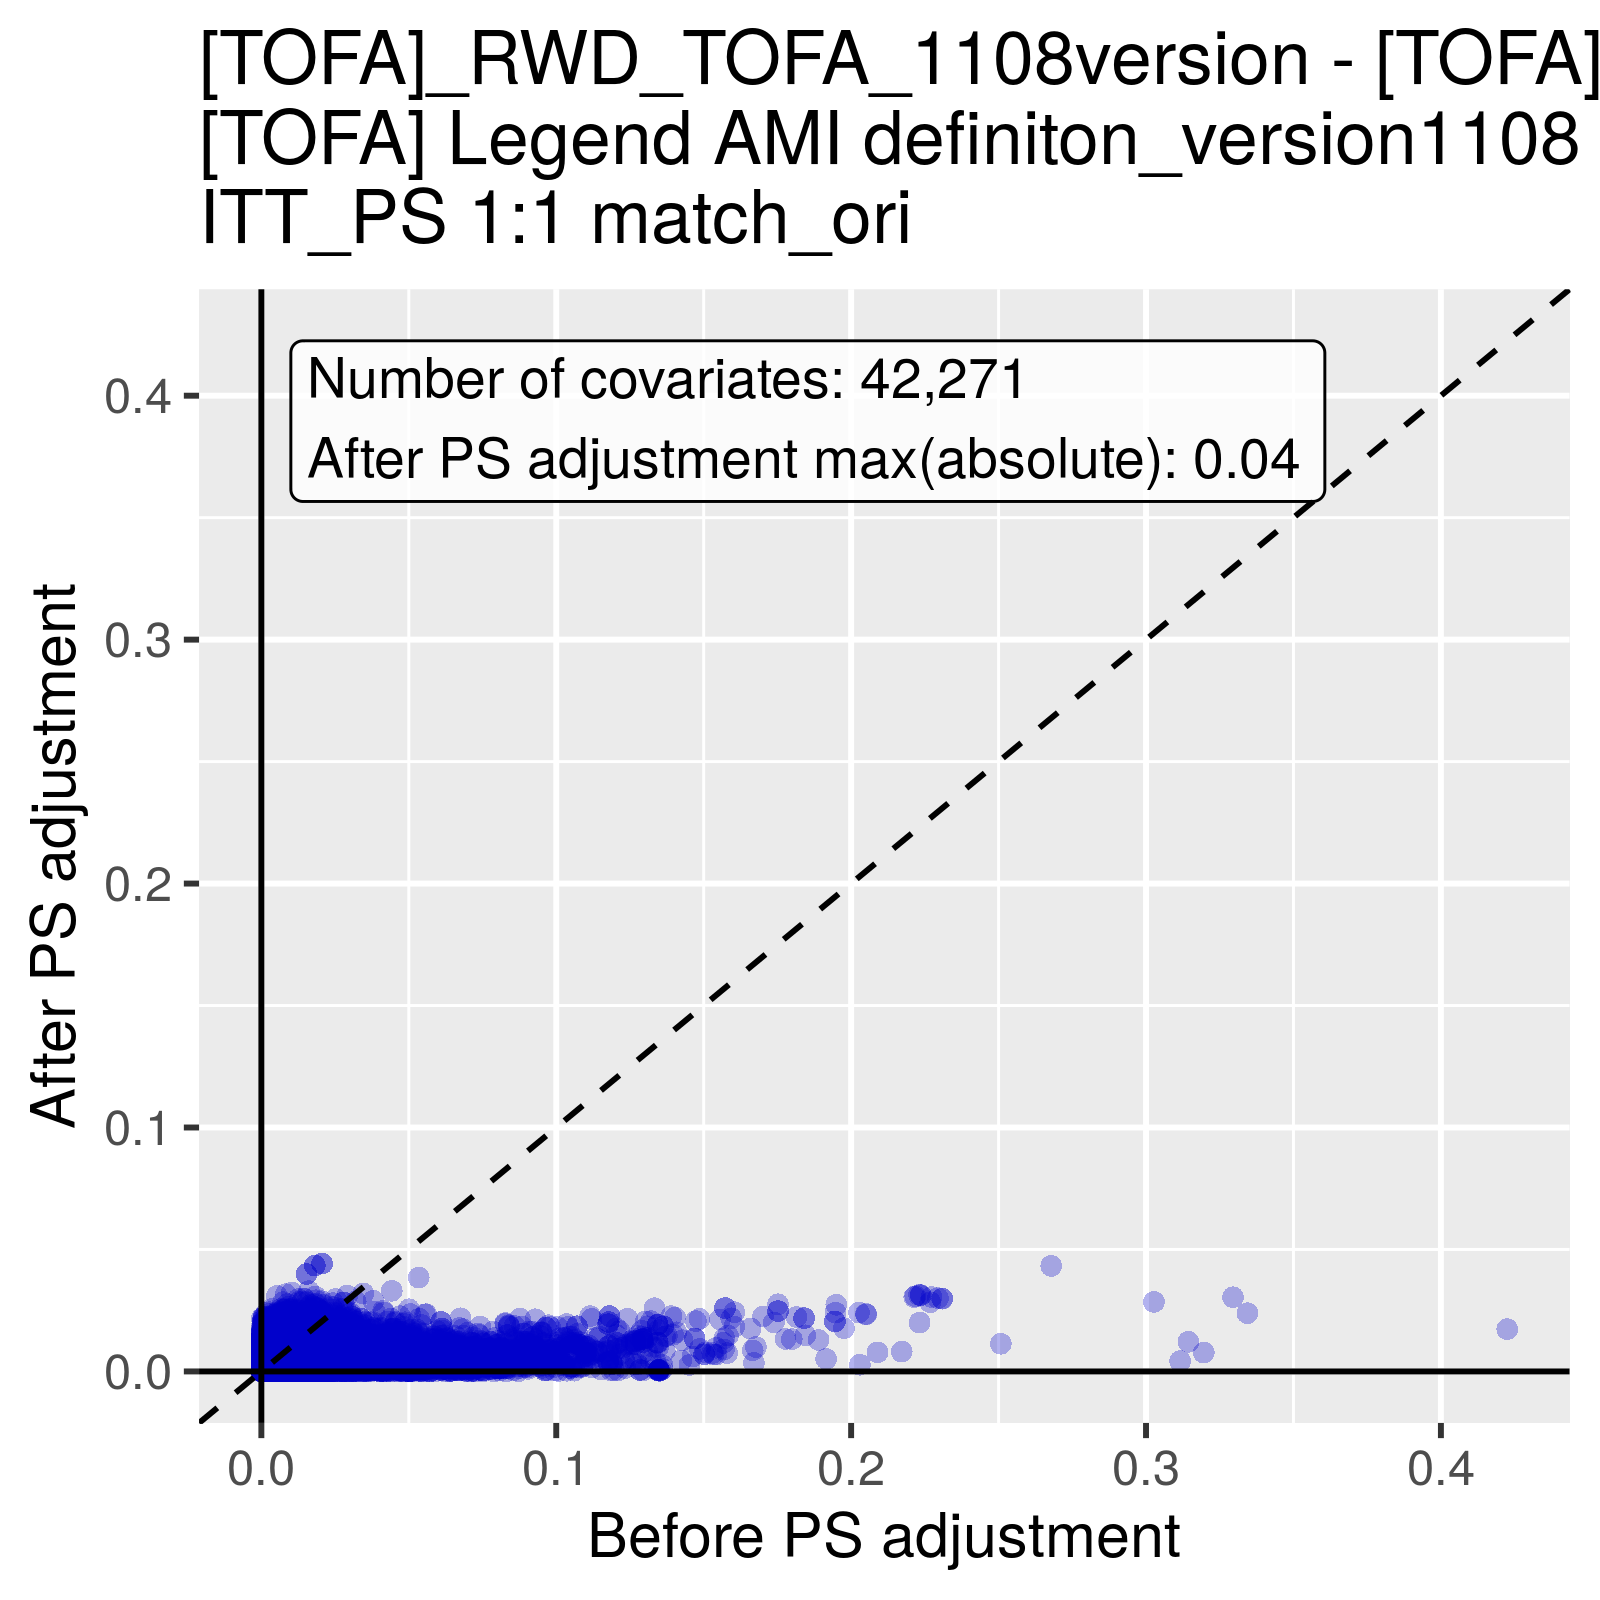 [TOFA]_RWD_TOFA_1108version - [TOFA]
[TOFA] Legend AMI definiton_version1108
ITT_PS 1:1 match_ori
Number of covariates: 42,271
After PS adjustment max(absolute): 0.04
After PS adjustment
0.4
0.3
0.2
0.1
0.0
0.0 0.1 0.2 0.3 0.4
Before PS adjustment